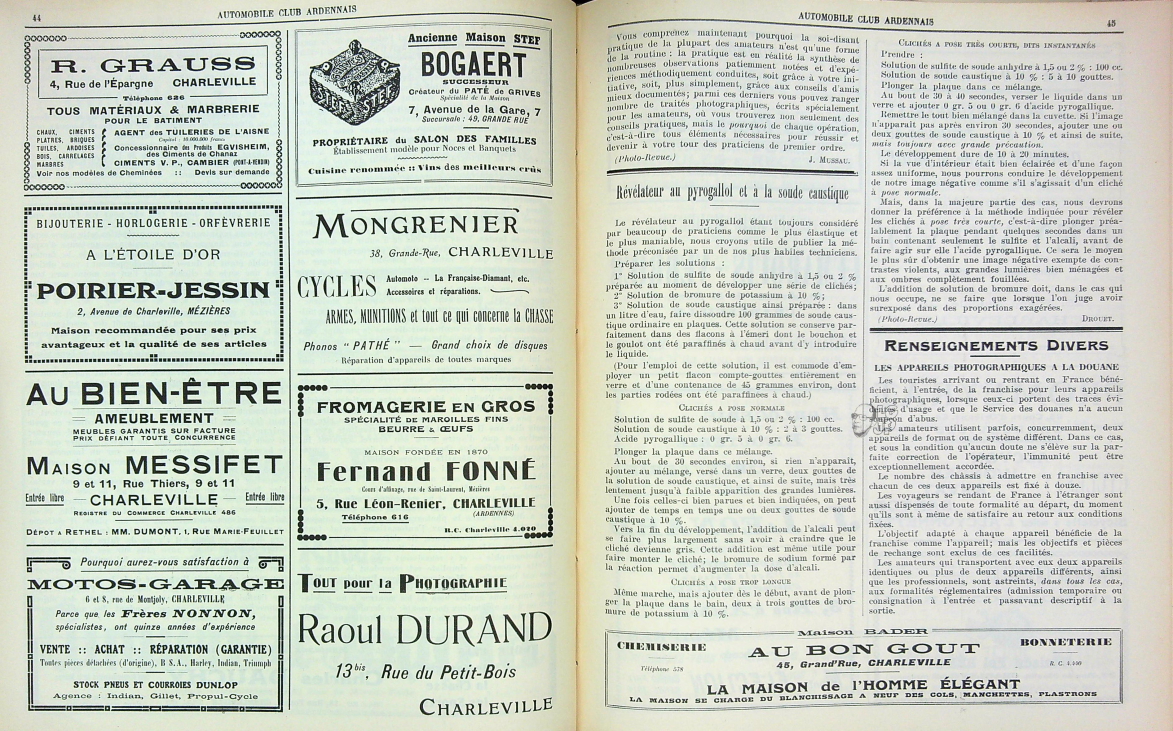 44
AUTOMOBILE CLUB ARDENNAIS
R. GRAUSS
4, Rue de l'Épargne CHARLEVILLE
Téléphone 626
TOUS MATÉRIAUX & MARBRERIE
POUR LE BATIMENT
CHAUX, CIMENTS
PLATRES, BRIQUES
TUILES, ARDOISES
BOIS, CARRELAGES
MARBRES
AGENT des TUILERIES DE L'AISNE
Capital : 10.000.000 francs
Concessionnaire des Produits EGVISHEIM,
des Ciments de Chanaz
CIMENTS V.P., CAMBIER (PONT-A-VENDIN)
Voir nos modèles de Cheminées :: Devis sur demande
BIJOUTERIE - HORLOGERIE - ORFÈVRERIE
A L'ÉTOILE D'OR
POIRIER-JESSIN
2, Avenue de Charleville, MÉZIÈRES
Maison recommandée pour ses prix
avantageux et la qualité de ses articles
AU BIEN-ÊTRE
AMEUBLEMENT
MEUBLES GARANTIS SUR FACTURE
PRIX DÉFIANT TOUTE CONCURRENCE
MAISON MESSIFET
9 et 11, Rue Thiers, 9 et 11
Entrée libre — CHARLEVILLE — Entrée libre
REGISTRE DU COMMERCE CHARLEVILLE 486
DÉPOT A RETHEL : MM. DUMONT, 1, RUE MARIE-FEUILLET
Pourquoi aurez-vous satisfaction à
MOTOS-GARAGE
6 et 8, rue de Montjoly, CHARLEVILLE
Parce que les Frères NONNON,
spécialistes, ont quinze années d'expérience
VENTE :: ACHAT :: RÉPARATION (GARANTIE)
Toutes pièces détachées (d'origine), B S.A., Harley, Indian, Triumph
STOCK PNEUS ET COURROIES DUNLOP
Agence : Indian, Gillet, Propul-Cycle
Ancienne Maison STEF
BOGAERT
SUCCESSEUR
Créateur du PATÉ de GRIVES
Spécialité de la Maison
7, Avenue de la Gare, 7
Succursale : 49, GRANDE RUE
PROPRIÉTAIRE du SALON DES FAMILLES
Établissement modèle pour Noces et Banquets
Cuisine renommée :: Vins des meilleurs crûs
MONGRENIER
38, Grande-Rue, CHARLEVILLE
CYCLES
Automoto — La Française-Diamant, etc.
Accessoires et réparations.
ARMES, MUNITIONS et tout ce qui concerne la CHASSE
Phonos "PATHÉ" — Grand choix de disques
Réparation d'appareils de toutes marques
FROMAGERIE EN GROS
SPÉCIALITÉ DE MAROILLES FINS
BEURRE & ŒUFS
MAISON FONDÉE EN 1870
Fernand FONNÉ
Cours d'affinage, rue de Saint-Laurent, Mézières
5, Rue Léon-Renier, CHARLEVILLE
(ARDENNES)
Téléphone 616
R.C. Charleville 4.020
TOUT pour la PHOTOGRAPHIE
Raoul DURAND
13bis, Rue du Petit-Bois
CHARLEVILLE
AUTOMOBILE CLUB ARDENNAIS
45
Vous comprenez maintenant pourquoi la soi-disant
pratique de la plupart des amateurs n'est qu'une forme
de la routine : la pratique est en réalité la synthèse de
nombreuses observations patiemment notées et d'expé-
riences méthodiquement conduites, soit grâce à votre ini-
tiative, soit, plus simplement, grâce aux conseils d'amis
mieux documentés; parmi ces derniers vous pouvez ranger
nombre de traités photographiques, écrits spécialement
pour les amateurs, où vous trouverez non seulement des
conseils pratiques, mais le pourquoi de chaque opération,
c'est-à-dire tous éléments nécessaires pour réussir et
devenir à votre tour des praticiens de premier ordre.
(Photo-Revue.) J. MUSSAU.
Révélateur au pyrogallol et à la soude caustique
Le révélateur au pyrogallol étant toujours considéré
par beaucoup de praticiens comme le plus élastique et
le plus maniable, nous croyons utile de publier la mé-
thode préconisée par un de nos plus habiles techniciens.
Préparer les solutions :
1° Solution de sulfite de soude anhydre à 1,5 ou 2 %
préparée au moment de développer une série de clichés;
2° Solution de bromure de potassium à 10 %;
3° Solution de soude caustique ainsi préparée : dans
un litre d'eau, faire dissoudre 100 grammes de soude caus-
tique ordinaire en plaques. Cette solution se conserve par-
faitement dans des flacons à l'émeri dont le bouchon et
le goulot ont été paraffinés à chaud avant d'y introduire
le liquide.
(Pour l'emploi de cette solution, il est commode d'em-
ployer un petit flacon compte-gouttes entièrement en
verre et d'une contenance de 45 grammes environ, dont
les parties rodées ont été paraffinées à chaud.)
CLICHÉS A POSE NORMALE
Solution de sulfite de soude à 1,5 ou 2 % : 100 cc.
Solution de soude caustique à 10 % : 2 à 3 gouttes.
Acide pyrogallique : 0 gr. 5 à 0 gr. 6.
Plonger la plaque dans ce mélange.
Au bout de 30 secondes environ, si rien n'apparait,
ajouter au mélange, versé dans un verre, deux gouttes de
la solution de soude caustique, et ainsi de suite, mais très
lentement jusqu'à faible apparition des grandes lumières.
Une fois celles-ci bien parues et bien indiquées, on peut
ajouter de temps en temps une ou deux gouttes de soude
caustique à 10 %.
Vers la fin du développement, l'addition de l'alcali peut
se faire plus largement sans avoir à craindre que le
cliché devienne gris. Cette addition est même utile pour
faire monter le cliché; le bromure de sodium formé par
la réaction permet d'augmenter la dose d'alcali.
CLICHÉS A POSE TROP LONGUE
Même marche, mais ajouter dès le début, avant de plon-
ger la plaque dans le bain, deux à trois gouttes de bro-
mure de potassium à 10 %.
CLICHÉS A POSE TRÈS COURTE, DITS INSTANTANÉS
Prendre :
Solution de sulfite de soude anhydre à 1,5 ou 2 % : 100 cc.
Solution de soude caustique à 10 % : 5 à 10 gouttes.
Plonger la plaque dans ce mélange.
Au bout de 30 à 40 secondes, verser le liquide dans un
verre et ajouter 0 gr. 5 ou 0 gr. 6 d'acide pyrogallique.
Remettre le tout bien mélangé dans la cuvette. Si l'image
n'apparait pas après environ 30 secondes, ajouter une ou
deux gouttes de soude caustique à 10 % et ainsi de suite,
mais toujours avec grande précaution.
Le développement dure de 10 à 20 minutes.
Si la vue d'intérieur était bien éclairée et d'une façon
assez uniforme, nous pourrons conduire le développement
de notre image négative comme s'il s'agissait d'un cliché
à pose normale.
Mais, dans la majeure partie des cas, nous devrons
donner la préférence à la méthode indiquée pour révéler
les clichés à pose très courte, c'est-à-dire plonger préa-
lablement la plaque pendant quelques secondes dans un
bain contenant seulement le sulfite et l'alcali, avant de
faire agir sur elle l'acide pyrogallique. Ce sera le moyen
le plus sûr d'obtenir une image négative exempte de con-
trastes violents, aux grandes lumières bien ménagées et
aux ombres complètement fouillées.
L'addition de solution de bromure doit, dans le cas qui
nous occupe, ne se faire que lorsque l'on juge avoir
surexposé dans des proportions exagérées.
(Photo-Revue.) DROUET.
RENSEIGNEMENTS DIVERS
LES APPAREILS PHOTOGRAPHIQUES A LA DOUANE
Les touristes arrivant ou rentrant en France béné-
ficient, à l'entrée, de la franchise pour leurs appareils
photographiques, lorsque ceux-ci portent des traces évi-
dentes d'usage et que le Service des douanes n'a aucun
d'abus.
amateurs utilisent parfois, concurremment, deux
appareils de format ou de système différent. Dans ce cas,
et sous la condition qu'aucun doute ne s'élève sur la par-
faite correction de l'opérateur, l'immunité peut être
exceptionnellement accordée.
Le nombre des châssis à admettre en franchise avec
chacun de ces deux appareils est fixé à douze.
Les voyageurs se rendant de France à l'étranger sont
aussi dispensés de toute formalité au départ, du moment
qu'ils sont à même de satisfaire au retour aux conditions
fixées.
L'objectif adapté à chaque appareil bénéficie de la
franchise comme l'appareil; mais les objectifs et pièces
de rechange sont exclus de ces facilités.
Les amateurs qui transportent avec eux deux appareils
identiques ou plus de deux appareils différents, ainsi
que les professionnels, sont astreints, dans tous les cas,
aux formalités réglementaires (admission temporaire ou
consignation à l'entrée et passavant descriptif à la
sortie.
Maison BADER
CHEMISERIE
AU BON GOUT
BONNETERIE
Téléphone 578
45, Grand'Rue, CHARLEVILLE
LA MAISON de l'HOMME ÉLÉGANT
LA MAISON SE CHARGE DU BLANCHISSAGE A NEUF DES COLS, MANCHETTES, PLASTRONS